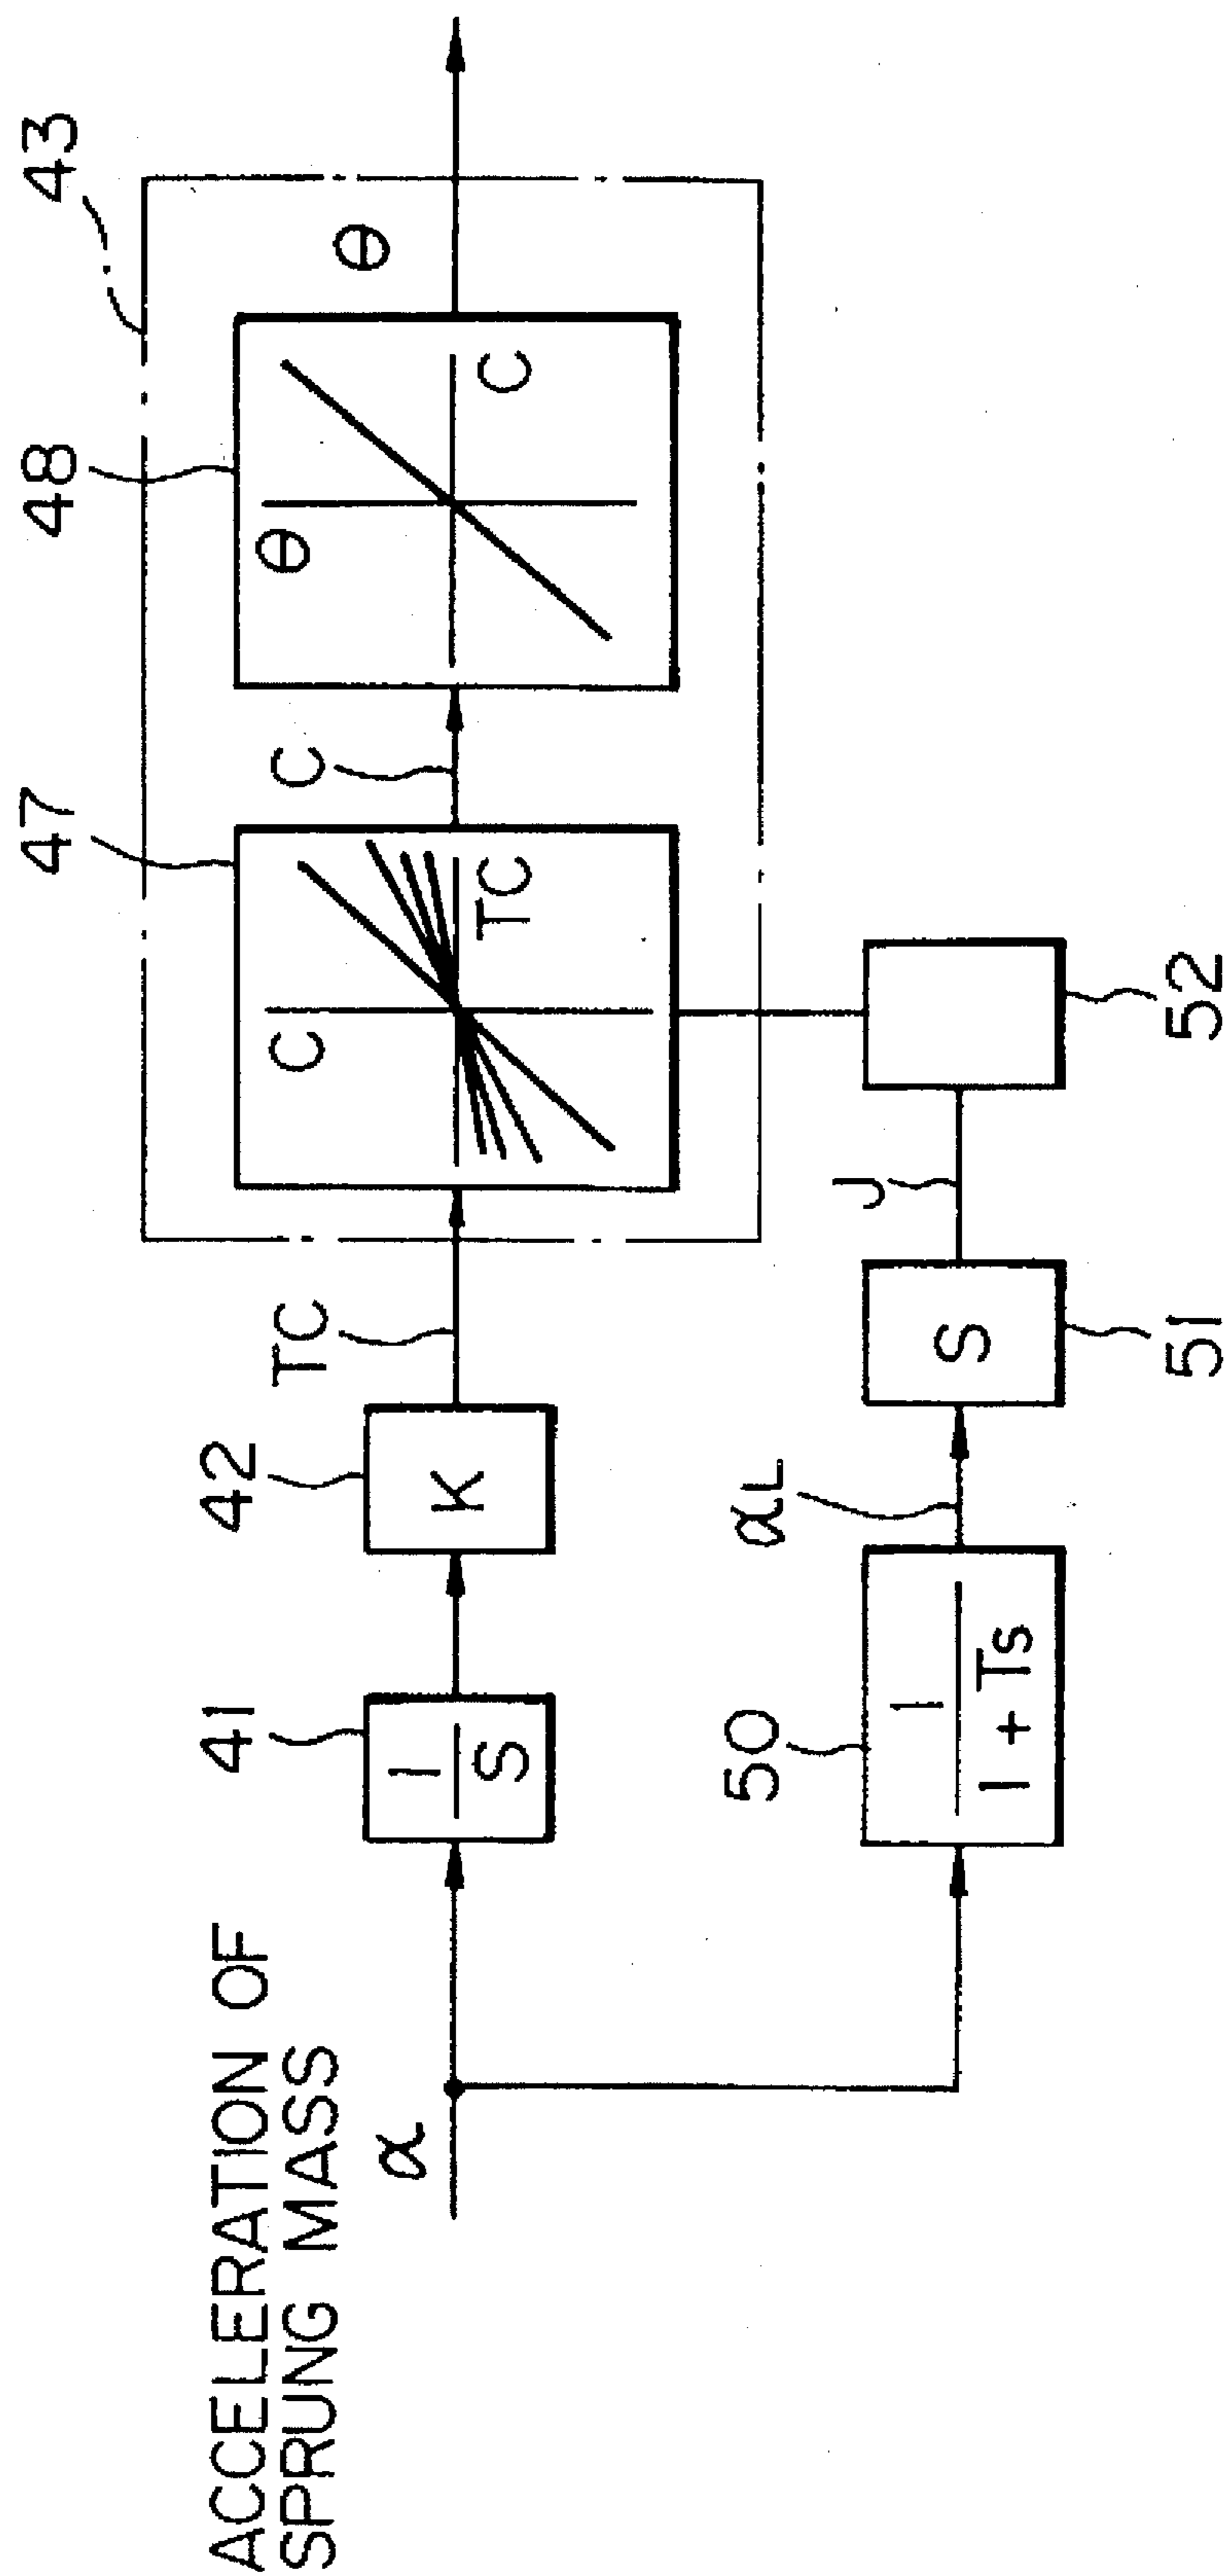 ACCELERATION OF
SPRUNG MASS
α
41
1
S
42
K
TC
43
47
C
TC
C
48
θ
C
θ
50
1
1 + Ts
αL
51
S
J
52